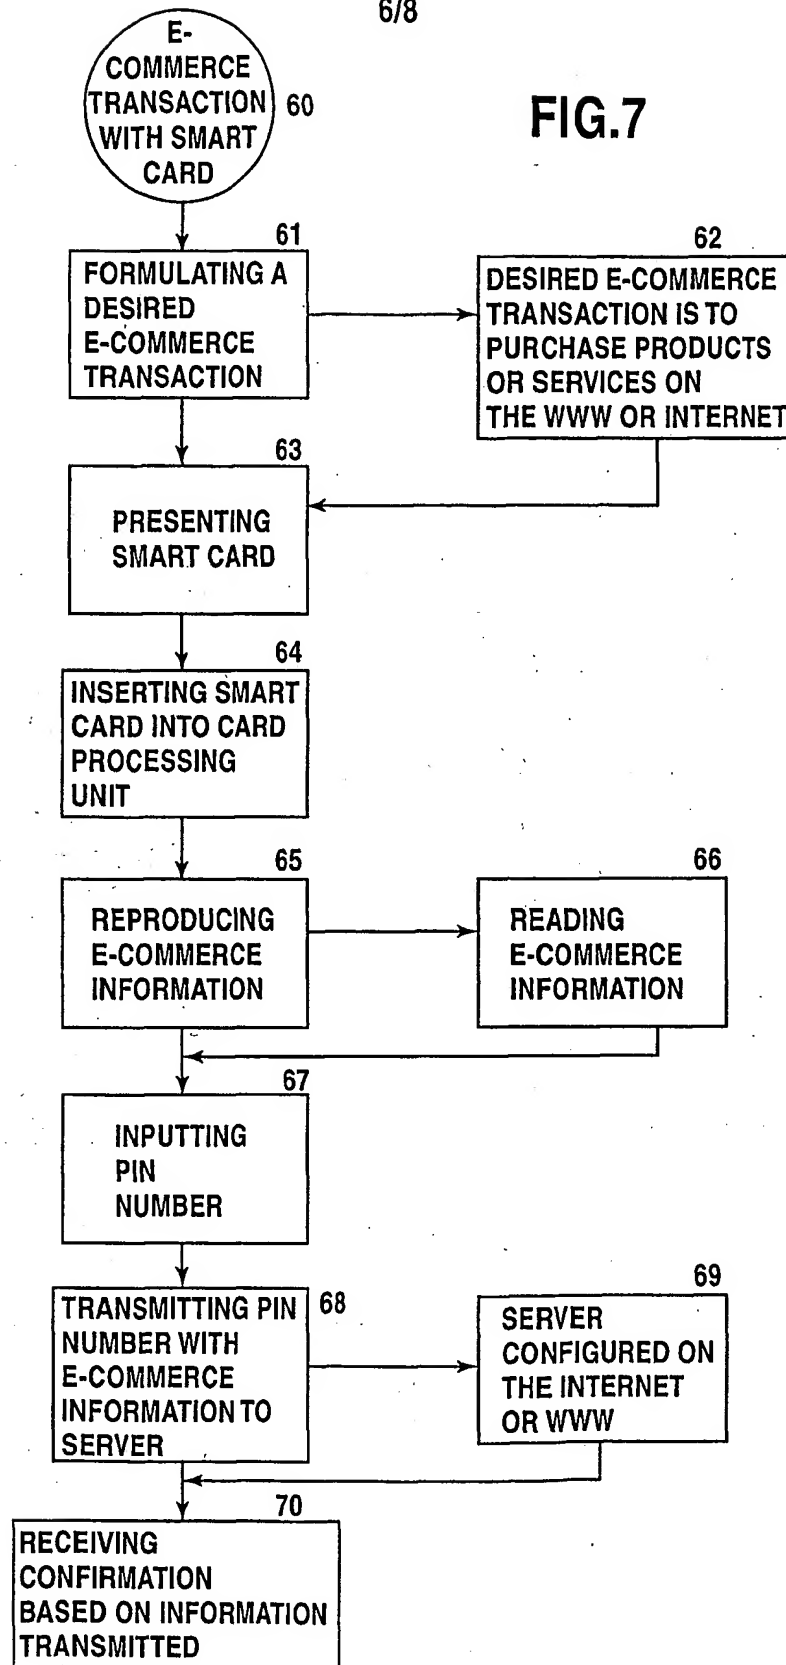 6/8
FIG.7
E-
COMMERCE
TRANSACTION
WITH SMART
CARD
60
61
FORMULATING A
DESIRED
E-COMMERCE
TRANSACTION
62
DESIRED E-COMMERCE
TRANSACTION IS TO
PURCHASE PRODUCTS
OR SERVICES ON
THE WWW OR INTERNET
63
PRESENTING
SMART CARD
64
INSERTING SMART
CARD INTO CARD
PROCESSING
UNIT
65
REPRODUCING
E-COMMERCE
INFORMATION
66
READING
E-COMMERCE
INFORMATION
67
INPUTTING
PIN
NUMBER
68
TRANSMITTING PIN
NUMBER WITH
E-COMMERCE
INFORMATION TO
SERVER
69
SERVER
CONFIGURED ON
THE INTERNET
OR WWW
70
RECEIVING
CONFIRMATION
BASED ON INFORMATION
TRANSMITTED